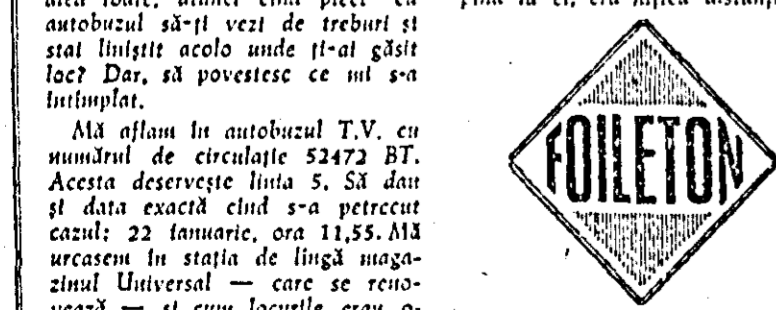 autobuzul să-ți vezi de treburi și
stai liniștit acolo unde ți-ai găsit
loc? Dar, să povestesc ce mi s-a
întîmplat.
Mă aflam în autobuzul T.V. cu
numărul de circulație 52472 BT.
Acesta deservește linia 5. Să dau
și data exactă cînd s-a petrecut
cazul: 22 ianuarie, ora 11,55. Mă
urcasem în stația de lîngă maga-
zinul Universal — care se reno-
vează — și cum locurile erau o-
FOILETON